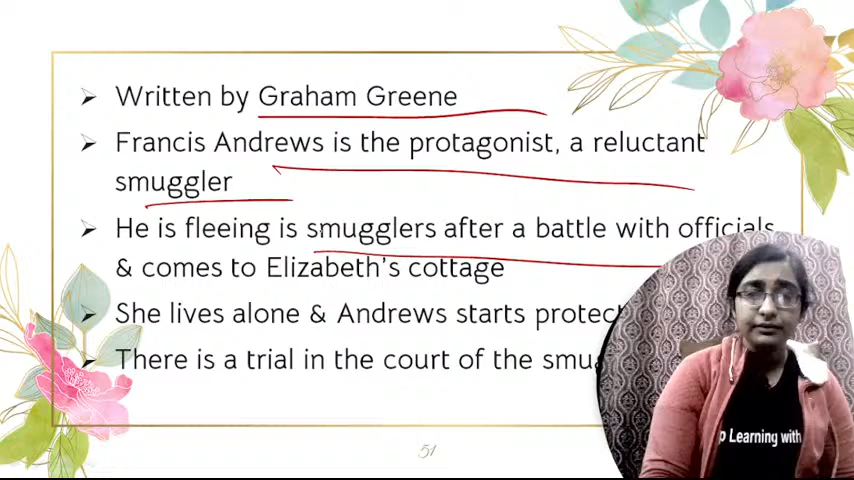 Written by Graham Greene
Francis Andrews is the protagonist, a reluctant
smuggler
He is fleeing is smugglers after a battle with officials
& comes to Elizabeth's cottage
She lives alone & Andrews starts
There is a trial in the court of the
51
Learning with